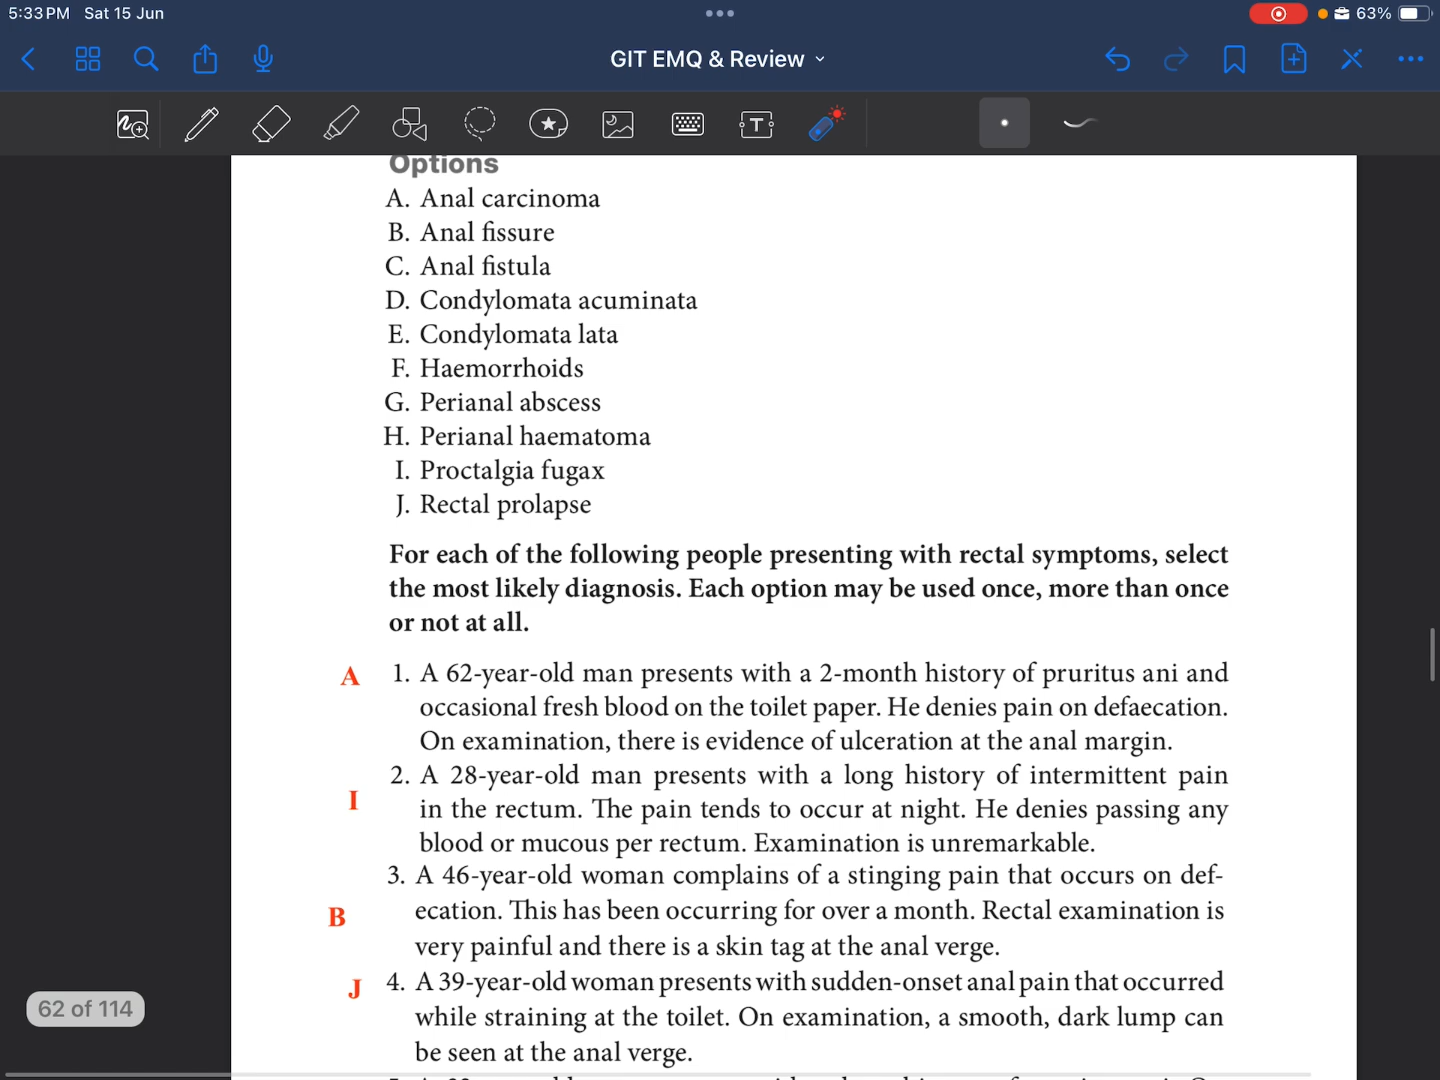 5:33 PM Sat 15 Jun
63%
GIT EMQ & Review
T
Options
A. Anal carcinoma
B. Anal fissure
C. Anal fistula
D. Condylomata acuminata
E. Condylomata lata
F. Haemorrhoids
G. Perianal abscess
H. Perianal haematoma
I. Proctalgia fugax
J. Rectal prolapse
For each of the following people presenting with rectal symptoms, select
the most likely diagnosis. Each option may be used once, more than once
or not at all.
A 1. A 62-year-old man presents with a 2-month history of pruritus ani and
occasional fresh blood on the toilet paper. He denies pain on defaecation.
On examination, there is evidence of ulceration at the anal margin.
2. A 28-year-old man presents with a long history of intermittent pain
I in the rectum. The pain tends to occur at night. He denies passing any
blood or mucous per rectum. Examination is unremarkable.
3. A 46-year-old woman complains of a stinging pain that occurs on def-
B ecation. This has been occurring for over a month. Rectal examination is
very painful and there is a skin tag at the anal verge.
J 4. A 39-year-old woman presents with sudden-onset anal pain that occurred
while straining at the toilet. On examination, a smooth, dark lump can
be seen at the anal verge.
62 of 114